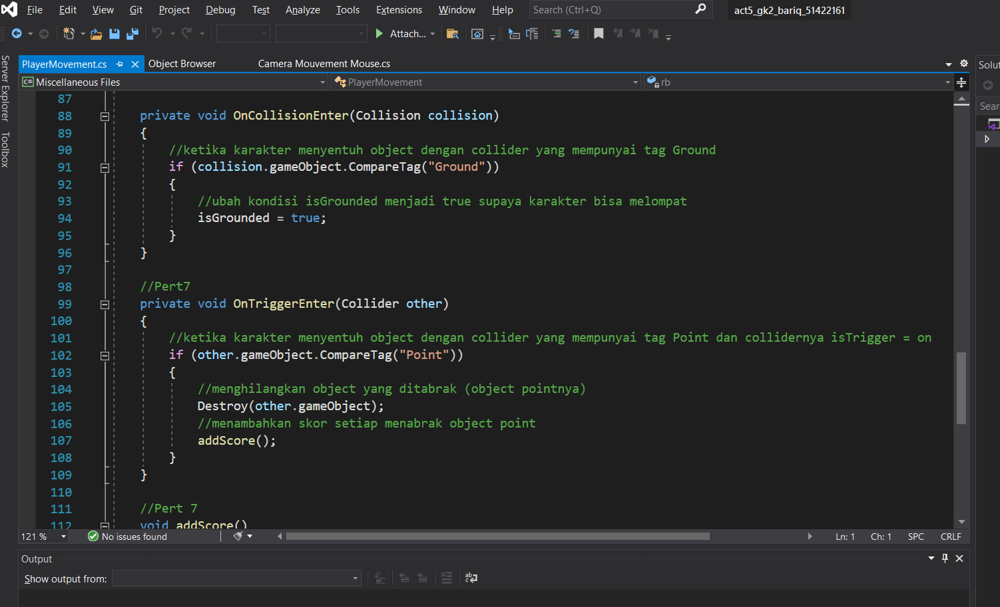 File Edit View Git Project Debug Test Analyze Tools Extensions Window Help Search (Ctrl+Q) act5_gk2_bariq_51422161
Attach...
Server Explorer
Toolbox
PlayerMovement.cs Object Browser Camera Mouvement Mouse.cs
C# Miscellaneous Files PlayerMovement rb
87
88 private void OnCollisionEnter(Collision collision)
89 {
90 //ketika karakter menyentuh object dengan collider yang mempunyai tag Ground
91 if (collision.gameObject.CompareTag("Ground"))
92 {
93 //ubah kondisi isGrounded menjadi true supaya karakter bisa melompat
94 isGrounded = true;
95 }
96 }
97
98 //Pert7
99 private void OnTriggerEnter(Collider other)
100 {
101 //ketika karakter menyentuh object dengan collider yang mempunyai tag Point dan collidernya isTrigger = on
102 if (other.gameObject.CompareTag("Point"))
103 {
104 //menghilangkan object yang ditabrak (object pointnya)
105 Destroy(other.gameObject);
106 //menambahkan skor setiap menabrak object point
107 addScore();
108 }
109 }
110
111 //Pert 7
112 void addScore()
121 % No issues found Ln: 1 Ch: 1 SPC CRLF
Output
Show output from:
Solut
Sear